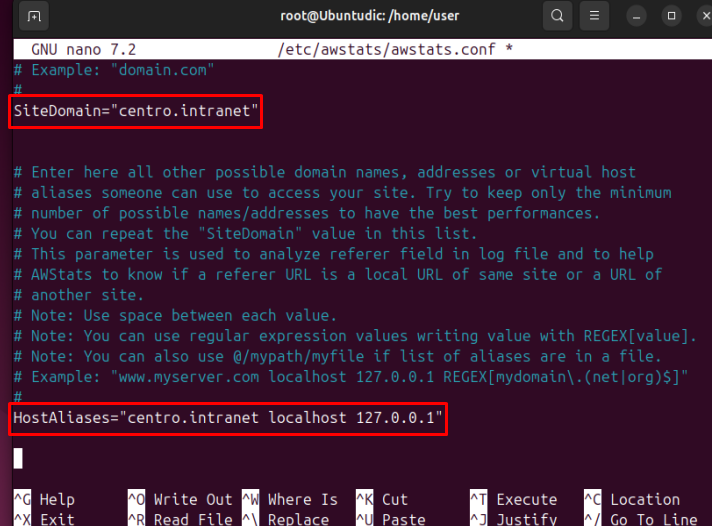 root@Ubuntudic: /home/user
GNU nano 7.2 /etc/awstats/awstats.conf *
# Example: "domain.com"
#
SiteDomain="centro.intranet"
# Enter here all other possible domain names, addresses or virtual host
# aliases someone can use to access your site. Try to keep only the minimum
# number of possible names/addresses to have the best performances.
# You can repeat the "SiteDomain" value in this list.
# This parameter is used to analyze referer field in log file and to help
# AWStats to know if a referer URL is a local URL of same site or a URL of
# another site.
# Note: Use space between each value.
# Note: You can use regular expression values writing value with REGEX[value].
# Note: You can also use @/mypath/myfile if list of aliases are in a file.
# Example: "www.myserver.com localhost 127.0.0.1 REGEX[mydomain\.(net|org)$]"
#
HostAliases="centro.intranet localhost 127.0.0.1"
^G Help ^O Write Out ^W Where Is ^K Cut ^T Execute ^C Location
^X Exit ^R Read File ^\ Replace ^U Paste ^J Justify ^/ Go To Line